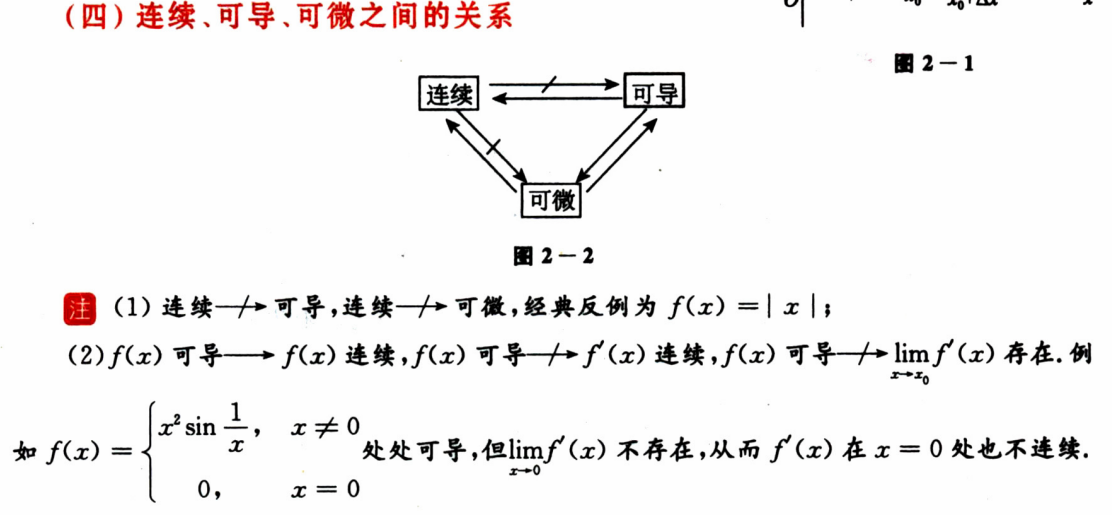 (四)连续、可导、可微之间的关系
x₀ x₀+Δx x
图 2－1
连续 可导
可微
图 2－2
注 (1) 连续—/→ 可导,连续—/→ 可微,经典反例为 f(x) =| x |;
(2) f(x) 可导⟶ f(x) 连续, f(x) 可导—/→ f′(x) 连续, f(x) 可导—/→ lim_{x→x₀} f′(x) 存在. 例
如 f(x) = { x² sin 1/x, x ≠ 0; 0, x = 0 处处可导,但 lim_{x→0} f′(x) 不存在,从而 f′(x) 在 x = 0 处也不连续.